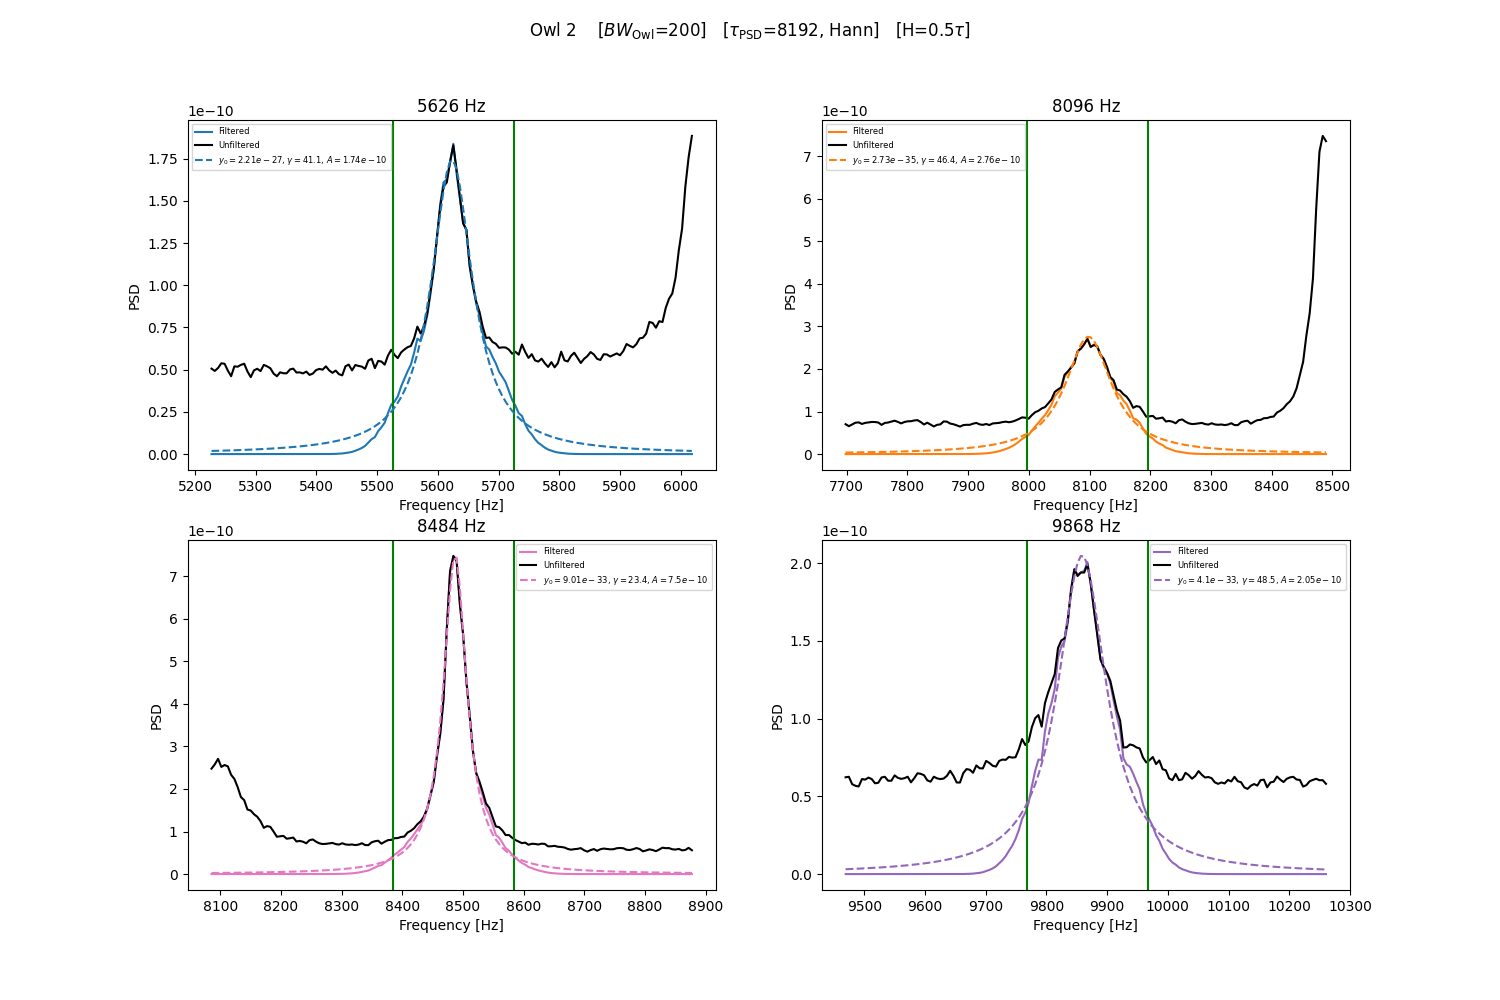 Owl 2 [BW_Owl=200] [τ_PSD=8192, Hann] [H=0.5τ]
1e−10
5626 Hz
Filtered
Unfiltered
y₀ = 2.21e − 27, γ = 41.1, A = 1.74e − 10
1.75
1.50
1.25
1.00
0.75
0.50
0.25
0.00
PSD
5200 5300 5400 5500 5600 5700 5800 5900 6000
Frequency [Hz]
1e−10
8096 Hz
Filtered
Unfiltered
y₀ = 2.73e − 35, γ = 46.4, A = 2.76e − 10
7
6
5
4
3
2
1
0
PSD
7700 7800 7900 8000 8100 8200 8300 8400 8500
Frequency [Hz]
1e−10
8484 Hz
Filtered
Unfiltered
y₀ = 9.01e − 33, γ = 23.4, A = 7.5e − 10
7
6
5
4
3
2
1
0
PSD
8100 8200 8300 8400 8500 8600 8700 8800 8900
Frequency [Hz]
1e−10
9868 Hz
Filtered
Unfiltered
y₀ = 4.1e − 33, γ = 48.5, A = 2.05e − 10
2.0
1.5
1.0
0.5
0.0
PSD
9500 9600 9700 9800 9900 10000 10100 10200 10300
Frequency [Hz]